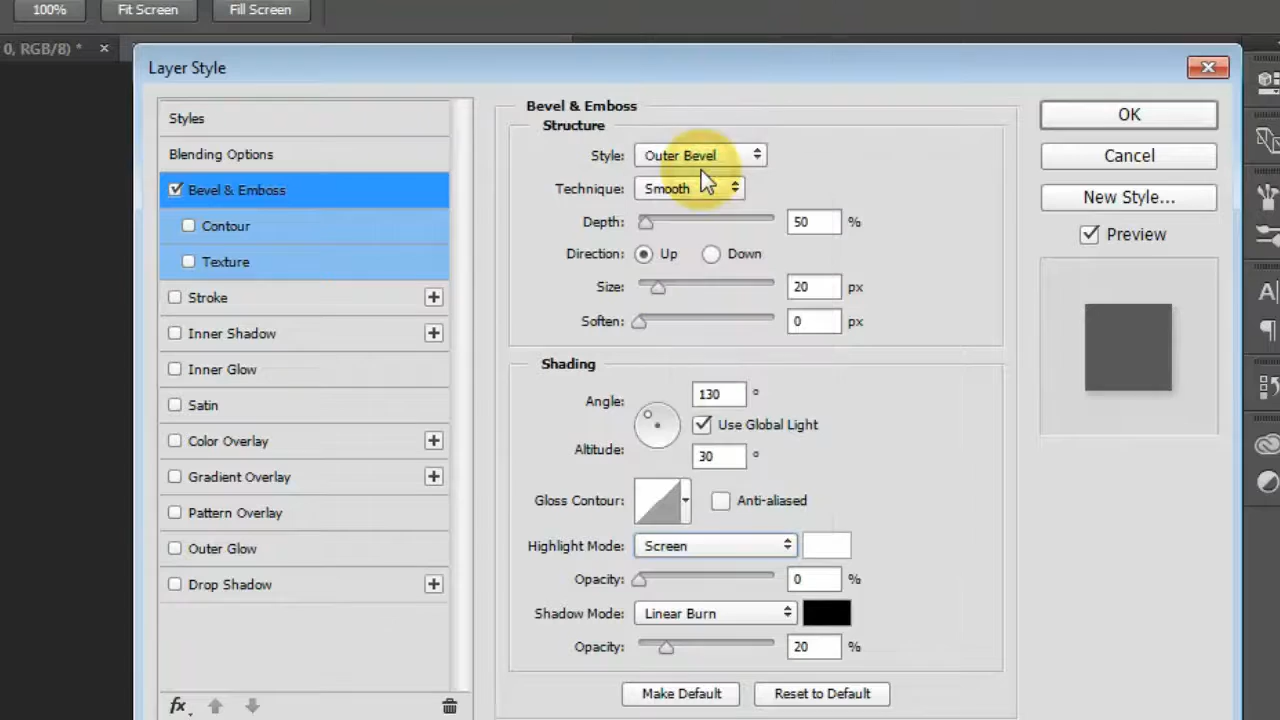 100% Fit Screen Fill Screen
0, RGB/8) * ×
Layer Style
Styles
Blending Options
Bevel & Emboss
Contour
Texture
Stroke
Inner Shadow
Inner Glow
Satin
Color Overlay
Gradient Overlay
Pattern Overlay
Outer Glow
Drop Shadow
fx
Bevel & Emboss
Structure
Style: Outer Bevel
Technique: Smooth
Depth: 50 %
Direction: Up Down
Size: 20 px
Soften: 0 px
Shading
Angle: 130 °
Use Global Light
Altitude: 30 °
Gloss Contour: Anti-aliased
Highlight Mode: Screen
Opacity: 0 %
Shadow Mode: Linear Burn
Opacity: 20 %
Make Default Reset to Default
OK
Cancel
New Style...
Preview
A